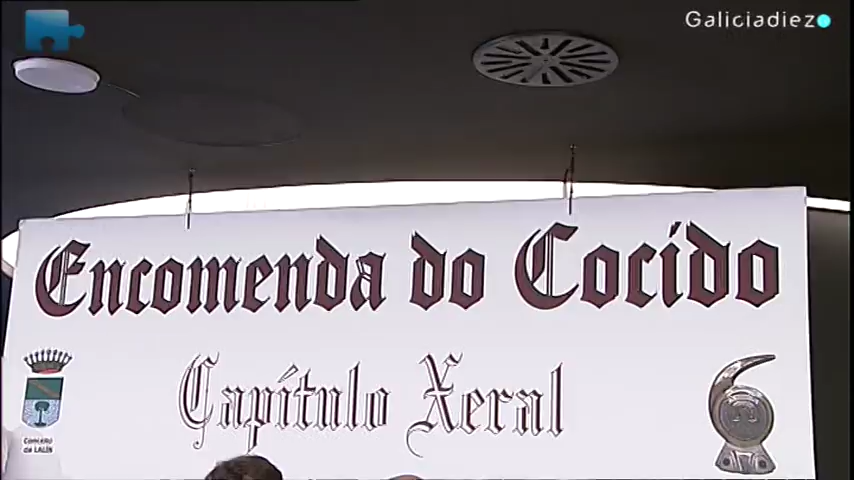 Galiciadiez
Encomenda do Cocido
Capítulo Xeral
CONCELLO
de LALÍN